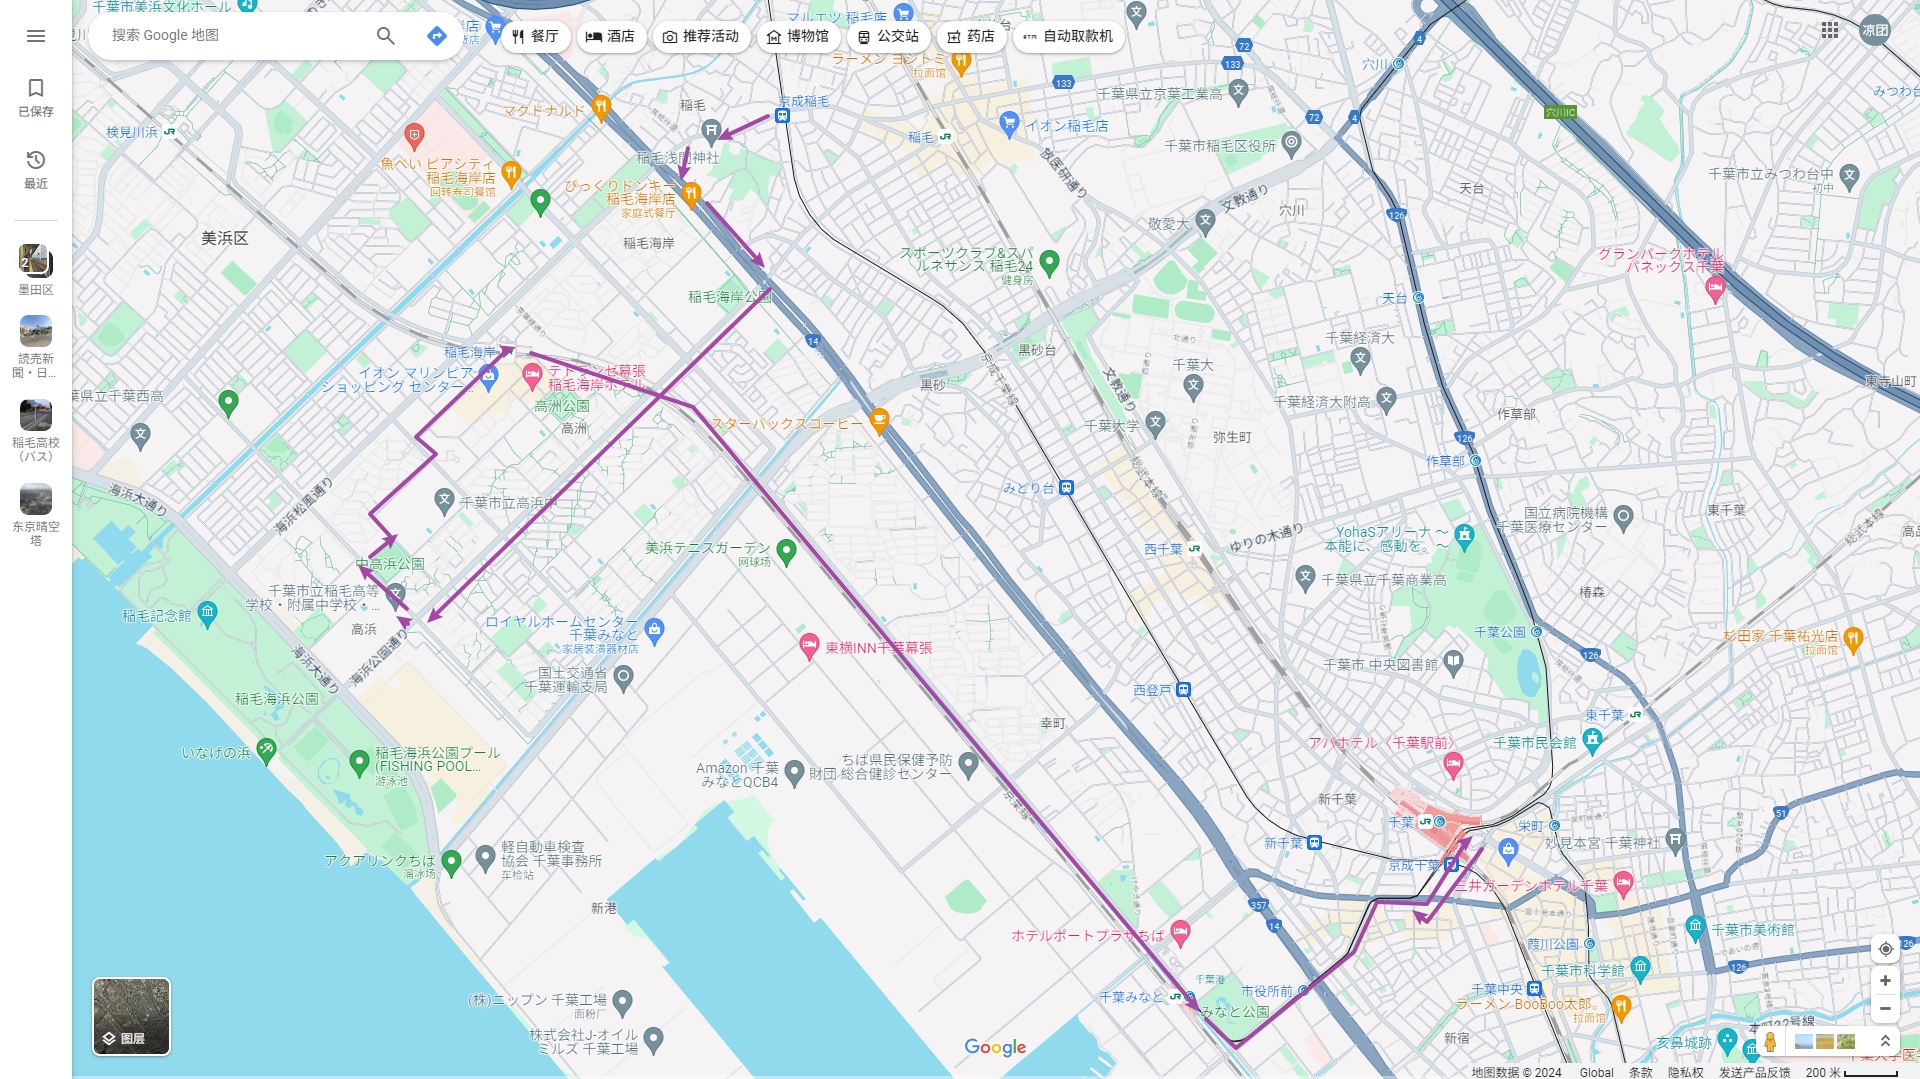 搜索 Google 地图
餐厅
酒店
推荐活动
博物馆
公交站
药店
自动取款机
凉团
已保存
最近
2
墨田区
読売新
聞・日...
稲毛高校
（バス）
东京晴空
塔
千葉市美浜文化ホール
マルエツ 稲毛店
ラーメン ヨントミ
拉面馆
検見川浜
マクドナルド
稲毛
京成稲毛
稲毛浅間神社
稲毛
イオン稲毛店
千葉県立京葉工業高
千葉市稲毛区役所
穴川
穴川IC
みつわ台
千葉市立みつわ台中
初中
魚べい ピアシティ
稲毛海岸店
回转寿司餐馆
びっくりドンキー
稲毛海岸店
家庭式餐厅
稲毛海岸
美浜区
放医研通り
文教通り
敬愛大
穴川
天台
スポーツクラブ&スパ
ルネサンス 稲毛24
健身房
グランパークホテル
パネックス千葉
稲毛海岸公園
天台
稲毛海岸
イオン マリンピア
ショッピング センター...
テトランゼ幕張
稲毛海岸ホテル
高洲公園
高洲
葉県立千葉西高
黒砂台
黒砂
千葉経済大
千葉大
千葉経済大附高
東寺山町
作草部
スターバックスコーヒー
千葉大学
弥生町
文教通り
作草部
総武本線
京成千葉線
海浜大通り
海浜松風通り
千葉市立高浜中
みどり台
国立病院機構
千葉医療センター
東千葉
YohaSアリーナ ～
本能に、感動を。～
ゆりの木通り
西千葉
美浜テニスガーデン
网球场
中高浜公園
千葉市立稲毛高等
学校・附属中学校・...
稲毛記念館
高浜
千葉県立千葉商業高
椿森
千葉公園
杉田家 千葉祐光店
拉面馆
ロイヤルホームセンター
千葉みなと
家居装潢器材店
東横INN千葉幕張
国土交通省
千葉運輸支局
海浜大通り
海浜公園通り
千葉市 中央図書館
西登戸
稲毛海浜公園
幸町
東千葉
アパホテル〈千葉駅前〉
千葉市民会館
いなげの浜
稲毛海浜公園プール
(FISHING POOL...
游泳池
Amazon 千葉
みなとQCB4
ちば県民保健予防
財団 総合健診センター
京葉線
新千葉
千葉
栄町
妙見本宮 千葉神社
新千葉
京成千葉
三井ガーデンホテル千葉
アクアリンクちば
溜冰场
軽自動車検査
協会 千葉事務所
车检站
新港
ホテルポートプラザちば
葭川公園
千葉市美術館
千葉市科学館
千葉港
千葉みなと
市役所前
みなと公園
千葉中央
ラーメン BooBoo太郎。
拉面馆
(株)ニップン 千葉工場
面粉厂
株式会社J-オイル
ミルズ 千葉工場
新宿
亥鼻城跡
图层
Google
地图数据 © 2024
Global
条款
隐私权
发送产品反馈
200 米